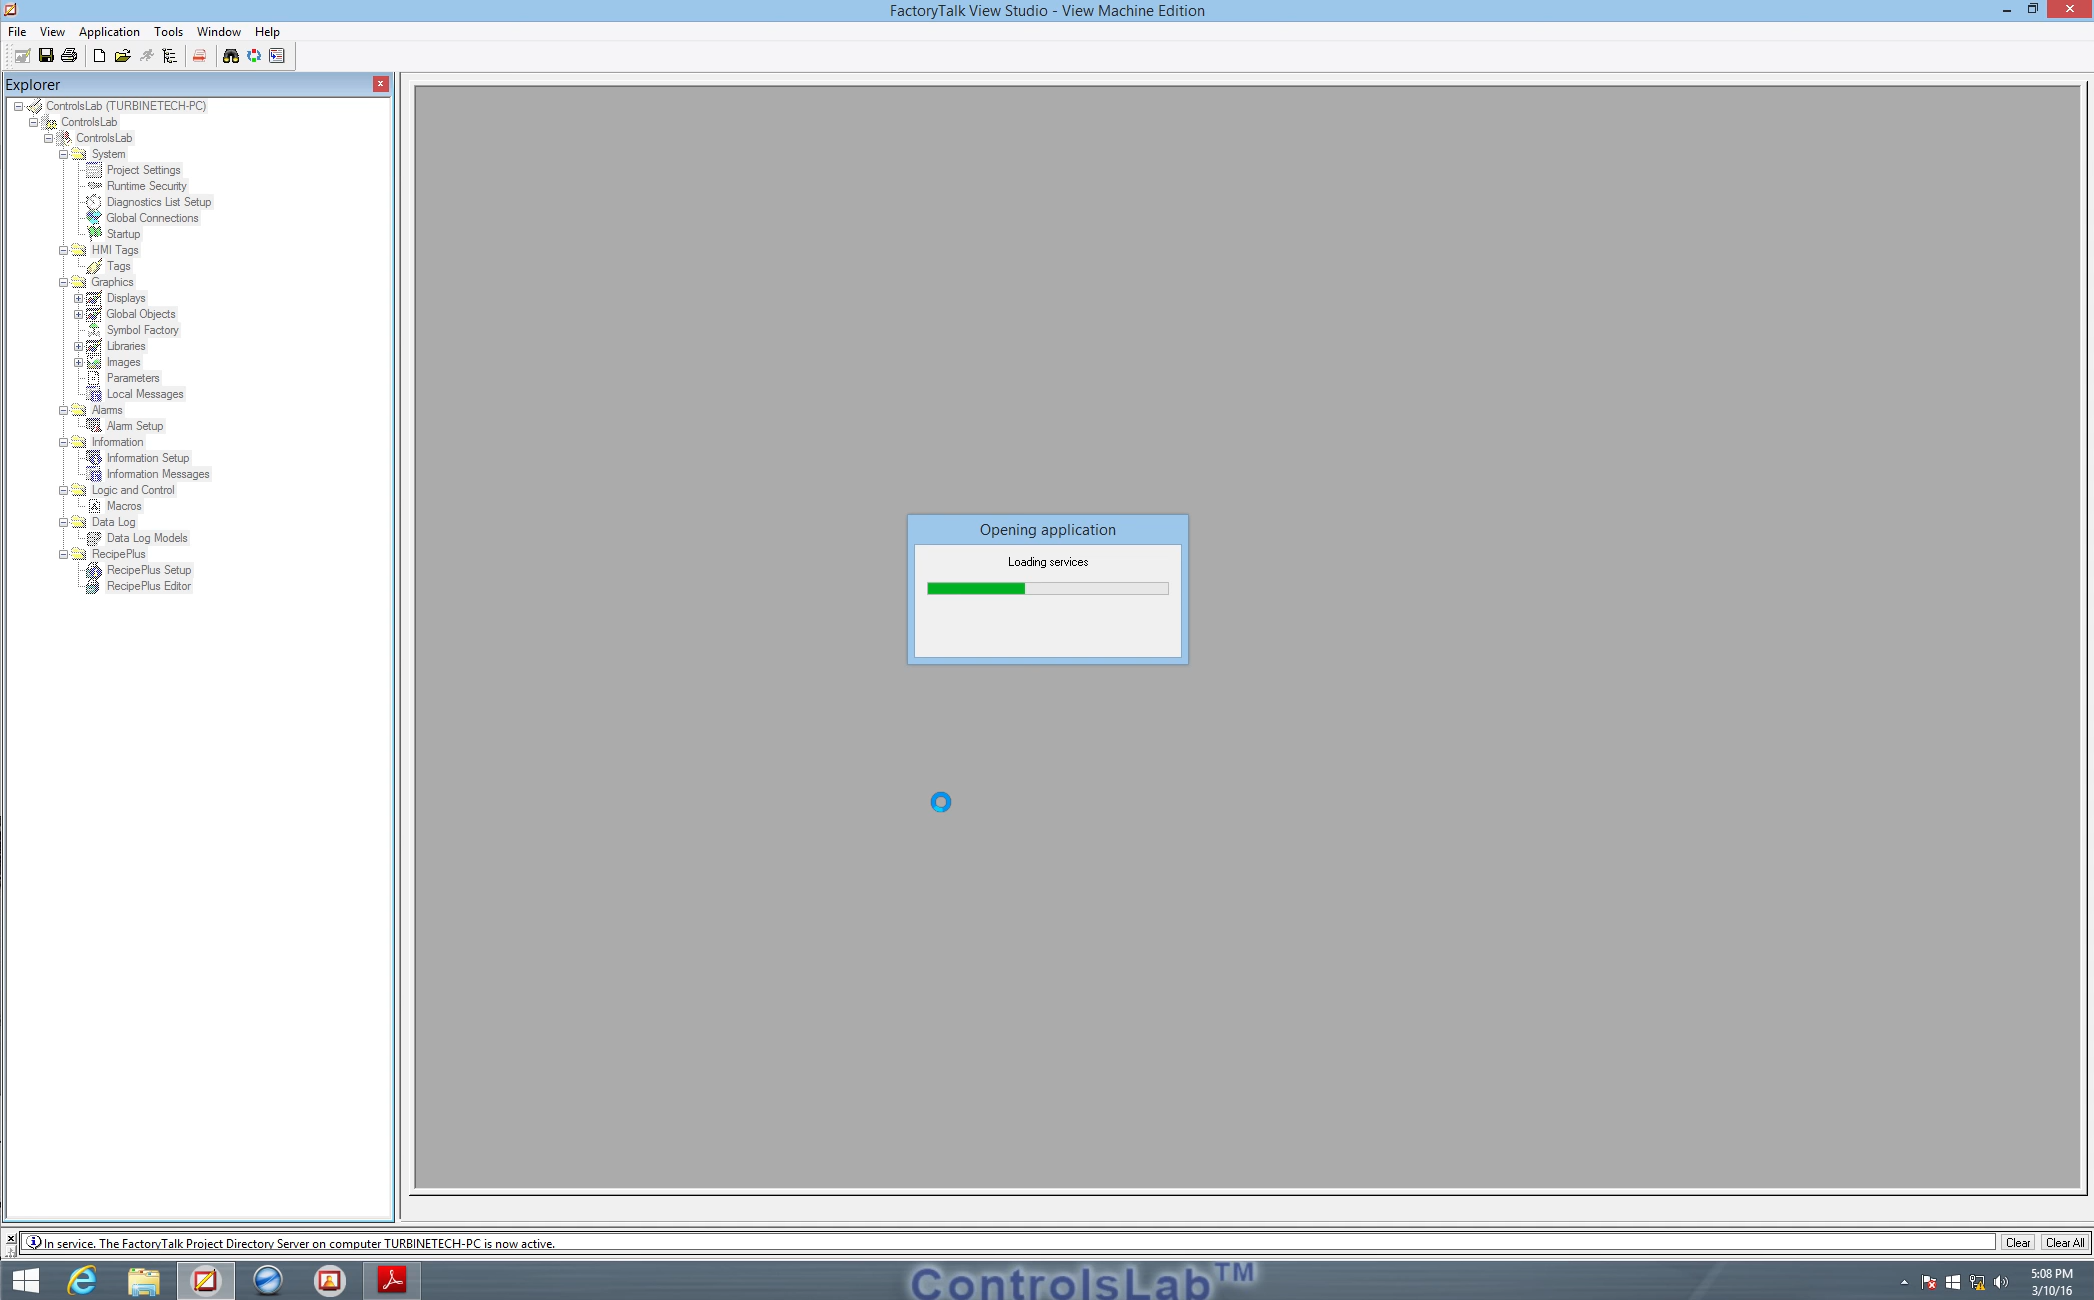 FactoryTalk View Studio - View Machine Edition
File View Application Tools Window Help
Explorer
ControlsLab (TURBINETECH-PC)
ControlsLab
ControlsLab
System
Project Settings
Runtime Security
Diagnostics List Setup
Global Connections
Startup
HMI Tags
Tags
Graphics
Displays
Global Objects
Symbol Factory
Libraries
Images
Parameters
Local Messages
Alarms
Alarm Setup
Information
Information Setup
Information Messages
Logic and Control
Macros
Data Log
Data Log Models
RecipePlus
RecipePlus Setup
RecipePlus Editor
Opening application
Loading services
In service. The FactoryTalk Project Directory Server on computer TURBINETECH-PC is now active.
Clear Clear All
ControlsLab™
5:08 PM
3/10/16